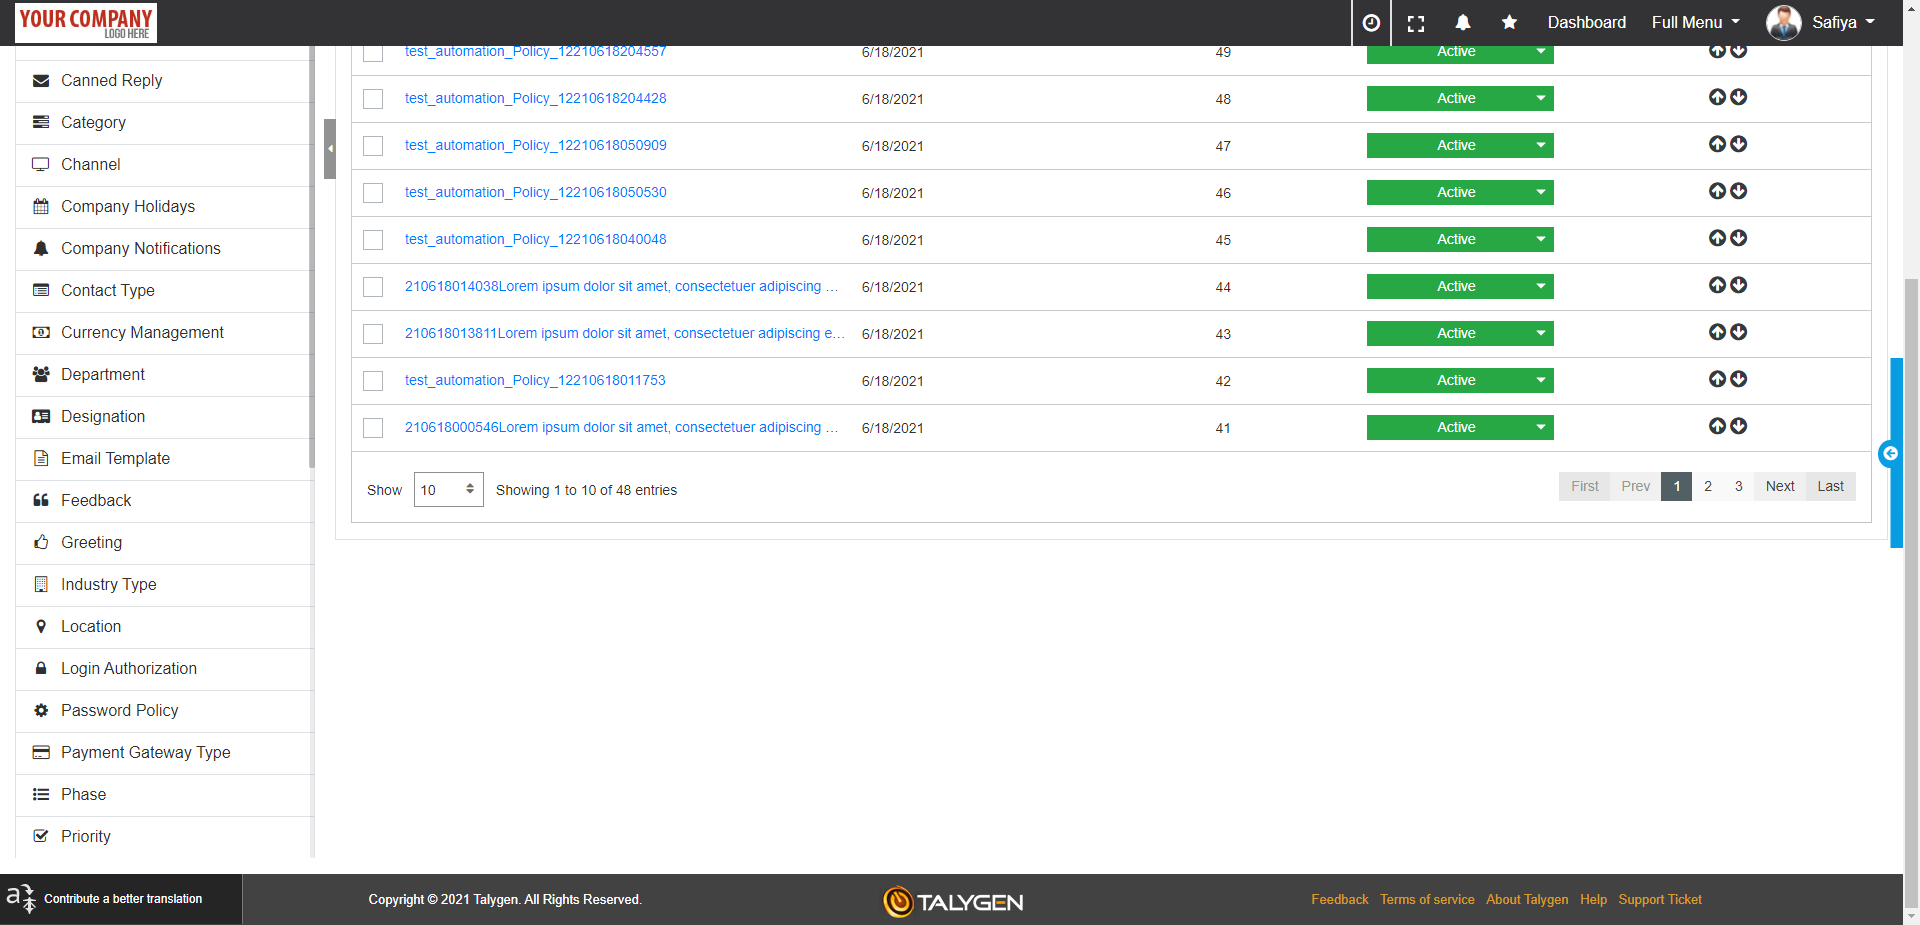 YOUR COMPANY
LOGO HERE
Dashboard
Full Menu
Safiya
Canned Reply
Category
Channel
Company Holidays
Company Notifications
Contact Type
Currency Management
Department
Designation
Email Template
Feedback
Greeting
Industry Type
Location
Login Authorization
Password Policy
Payment Gateway Type
Phase
Priority
test_automation_Policy_12210618204557 6/18/2021 49 Active
test_automation_Policy_12210618204428 6/18/2021 48 Active
test_automation_Policy_12210618050909 6/18/2021 47 Active
test_automation_Policy_12210618050530 6/18/2021 46 Active
test_automation_Policy_12210618040048 6/18/2021 45 Active
210618014038Lorem ipsum dolor sit amet, consectetuer adipiscing ... 6/18/2021 44 Active
210618013811Lorem ipsum dolor sit amet, consectetuer adipiscing e... 6/18/2021 43 Active
test_automation_Policy_12210618011753 6/18/2021 42 Active
210618000546Lorem ipsum dolor sit amet, consectetuer adipiscing ... 6/18/2021 41 Active
Show 10 Showing 1 to 10 of 48 entries
First Prev 1 2 3 Next Last
a Contribute a better translation
Copyright © 2021 Talygen. All Rights Reserved.
TALYGEN
Feedback Terms of service About Talygen Help Support Ticket